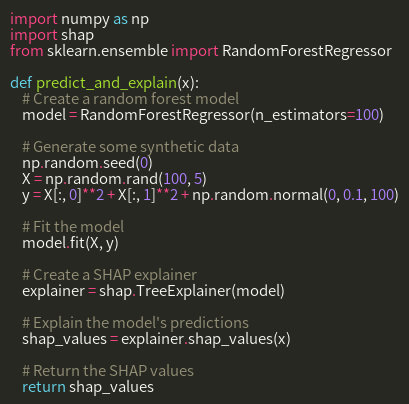 import numpy as np
import shap
from sklearn.ensemble import RandomForestRegressor

def predict_and_explain(x):
    # Create a random forest model
    model = RandomForestRegressor(n_estimators=100)

    # Generate some synthetic data
    np.random.seed(0)
    X = np.random.rand(100, 5)
    y = X[:, 0]**2 + X[:, 1]**2 + np.random.normal(0, 0.1, 100)

    # Fit the model
    model.fit(X, y)

    # Create a SHAP explainer
    explainer = shap.TreeExplainer(model)

    # Explain the model's predictions
    shap_values = explainer.shap_values(x)

    # Return the SHAP values
    return shap_values